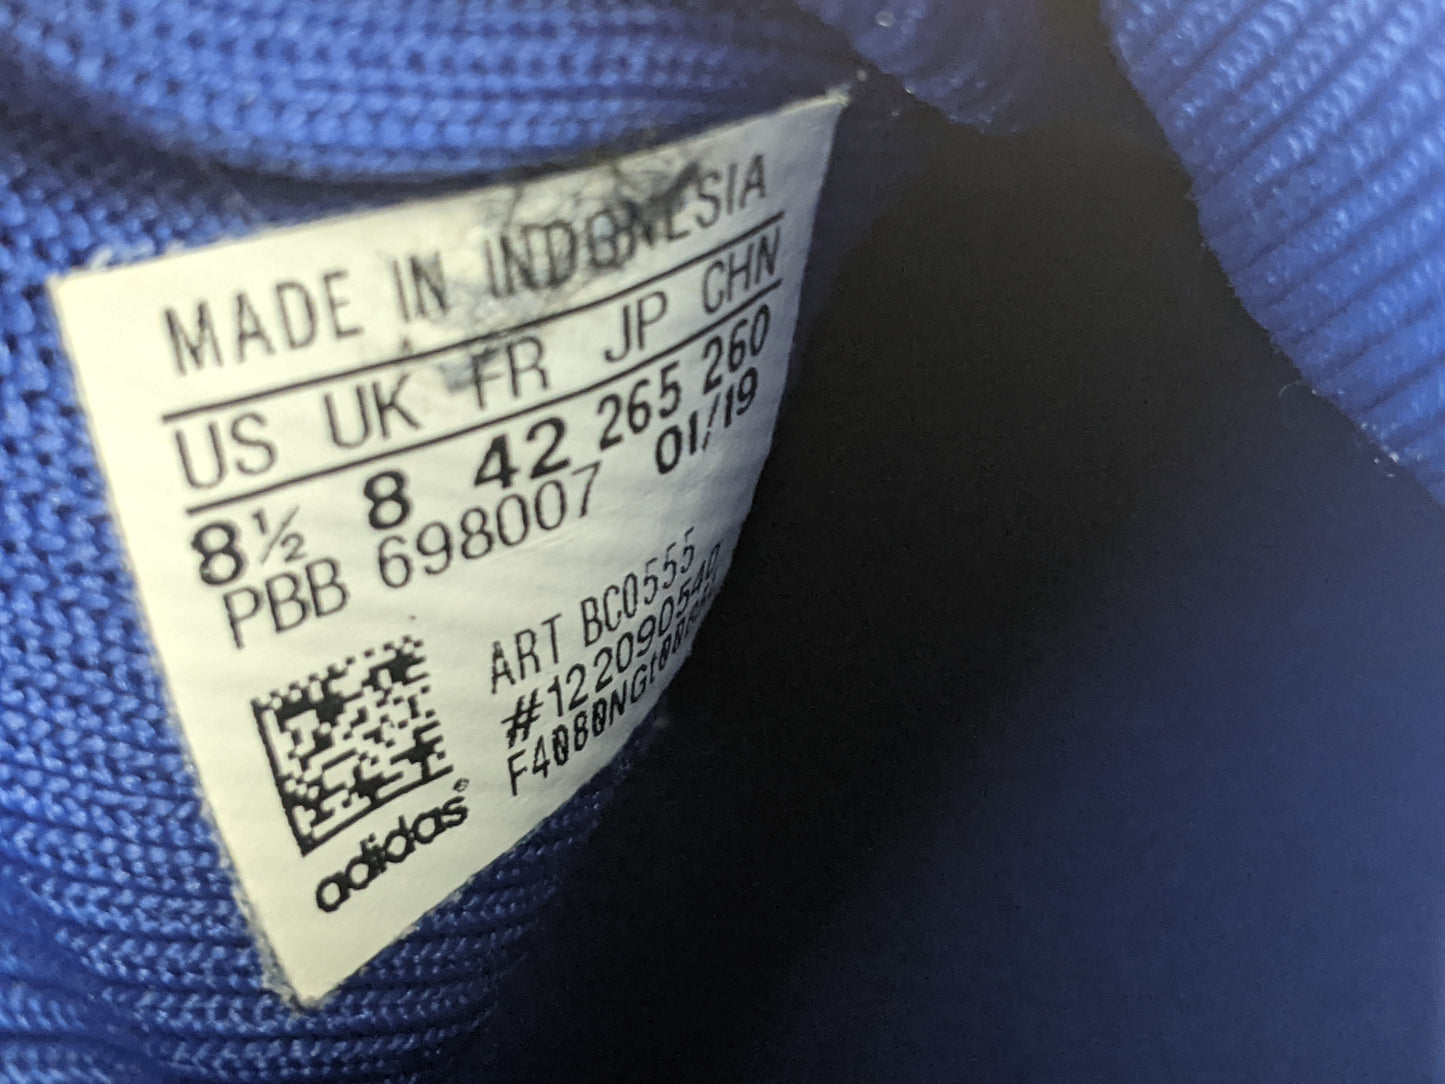 MADE IN INDONESIA
US UK FR JP CHN
8½ 8 42 265 260
PBB 698007 01/19
ART BC0555
#1220905540
adidas®